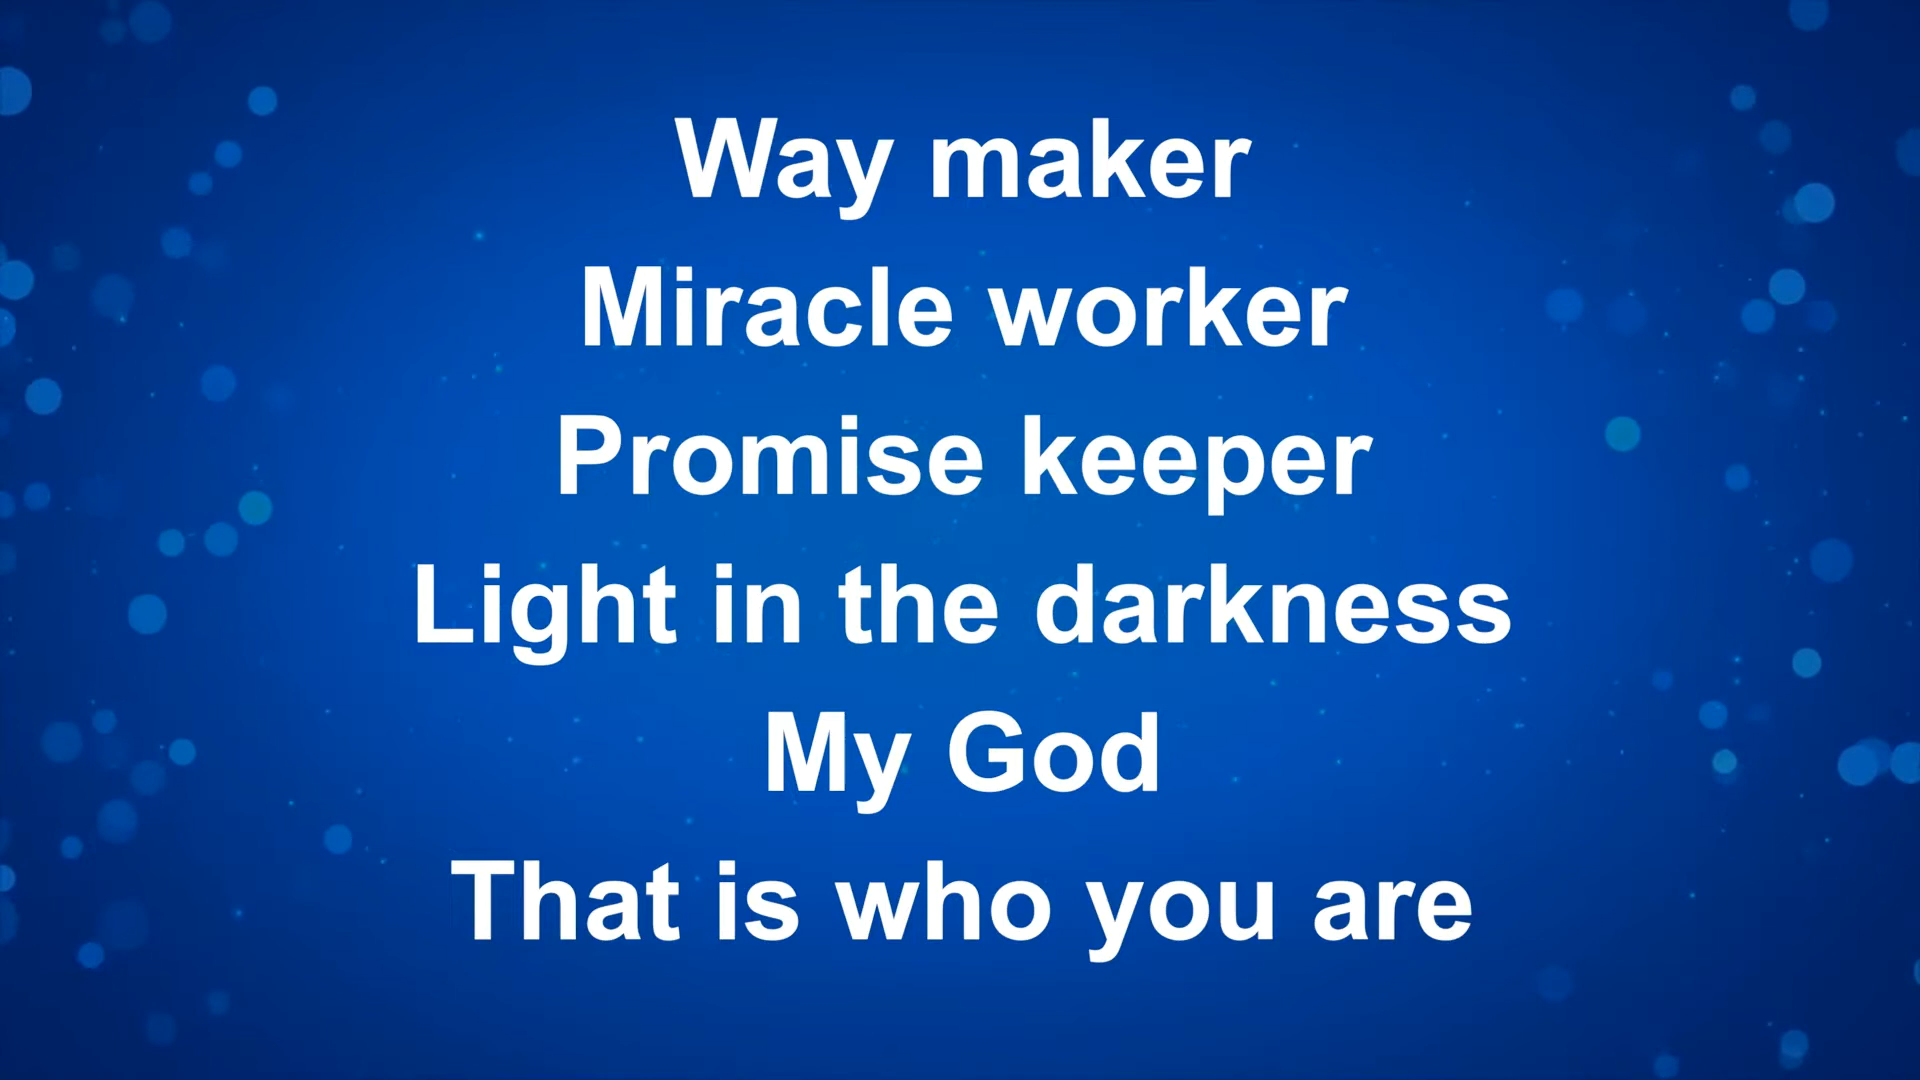 Way maker
Miracle worker
Promise keeper
Light in the darkness
My God
That is who you are